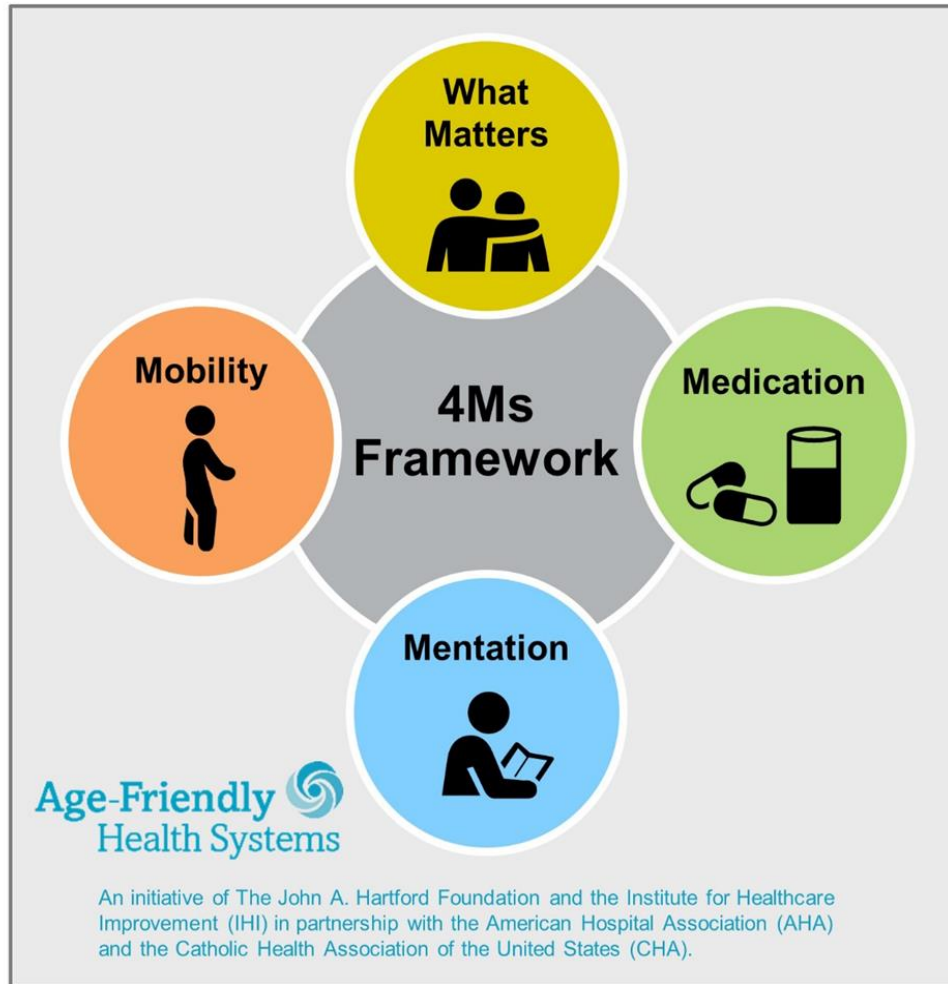 What
Matters
Mobility
4Ms
Framework
Medication
Mentation
Age-Friendly
Health Systems
An initiative of The John A. Hartford Foundation and the Institute for Healthcare
Improvement (IHI) in partnership with the American Hospital Association (AHA)
and the Catholic Health Association of the United States (CHA).